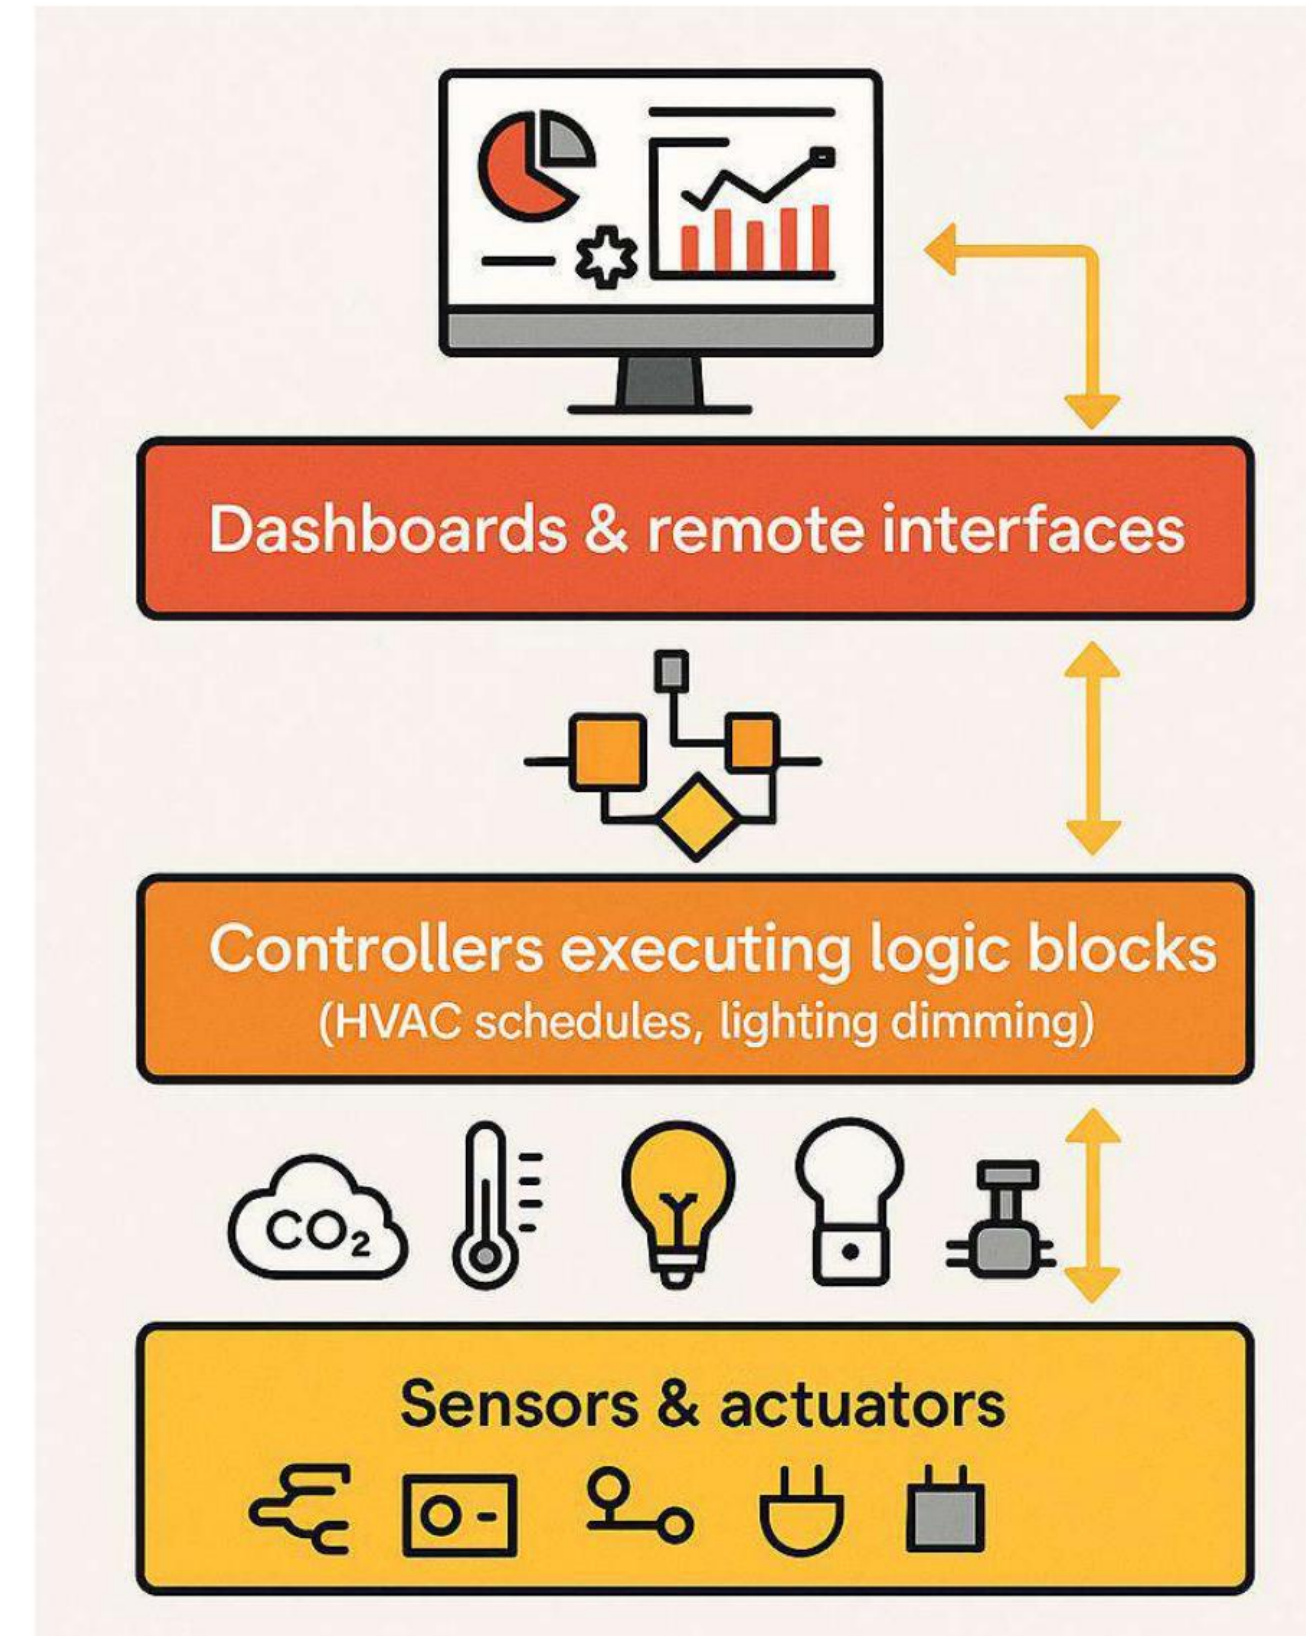 Dashboards & remote interfaces
Controllers executing logic blocks
(HVAC schedules, lighting dimming)
CO₂
Sensors & actuators